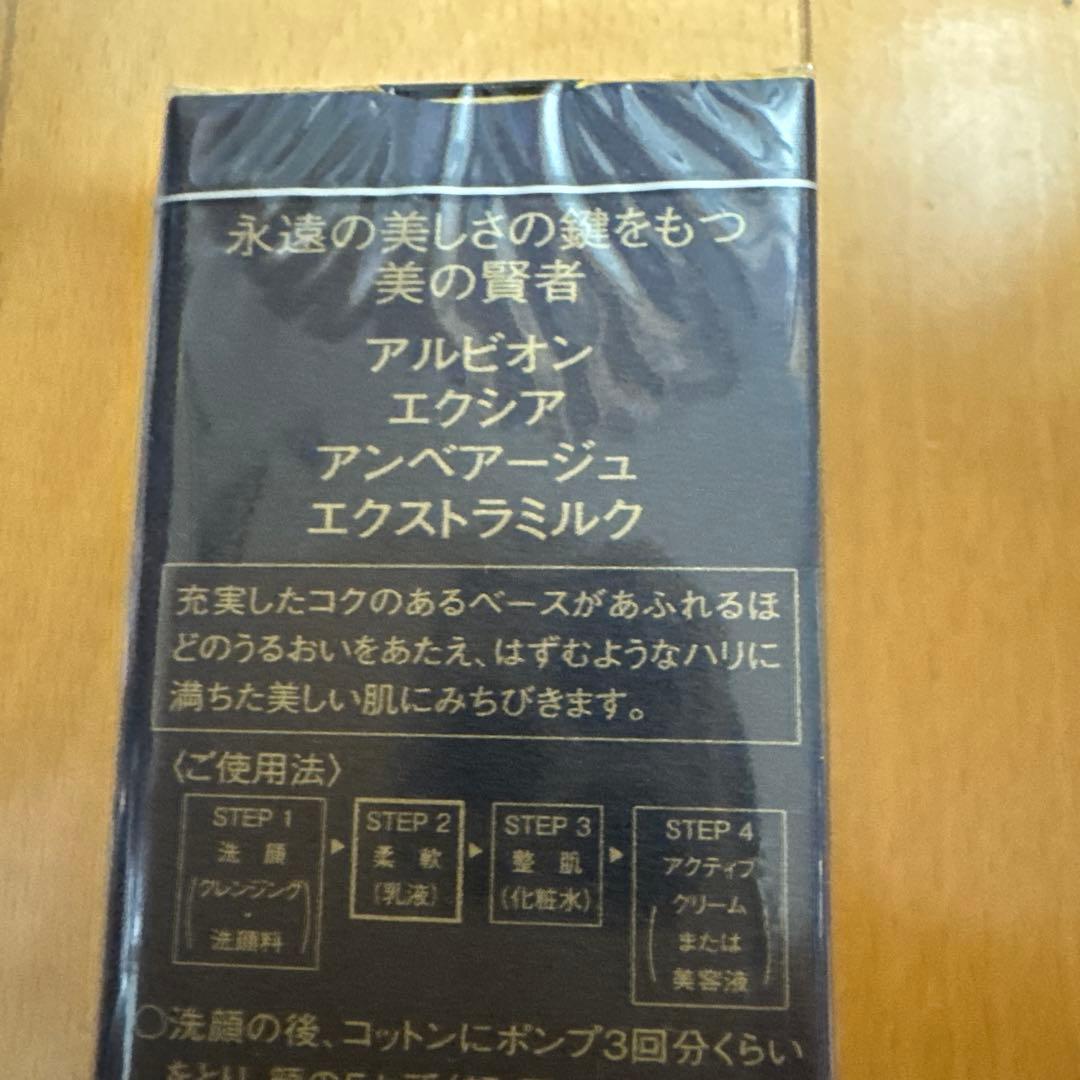 永遠の美しさの鍵をもつ
美の賢者
アルビオン
エクシア
アンベアージュ
エクストラミルク
充実したコクのあるベースがあふれるほ
どのうるおいをあたえ、はずむようなハリに
満ちた美しい肌にみちびきます。
〈ご使用法〉
STEP 1
洗顔
(クレンジング
・
洗顔料)
STEP 2
柔軟
(乳液)
STEP 3
整肌
(化粧水)
STEP 4
アクティブ
クリーム
または
美容液
○洗顔の後、コットンにポンプ3回分くらい
をとり、顔の5ヵ所